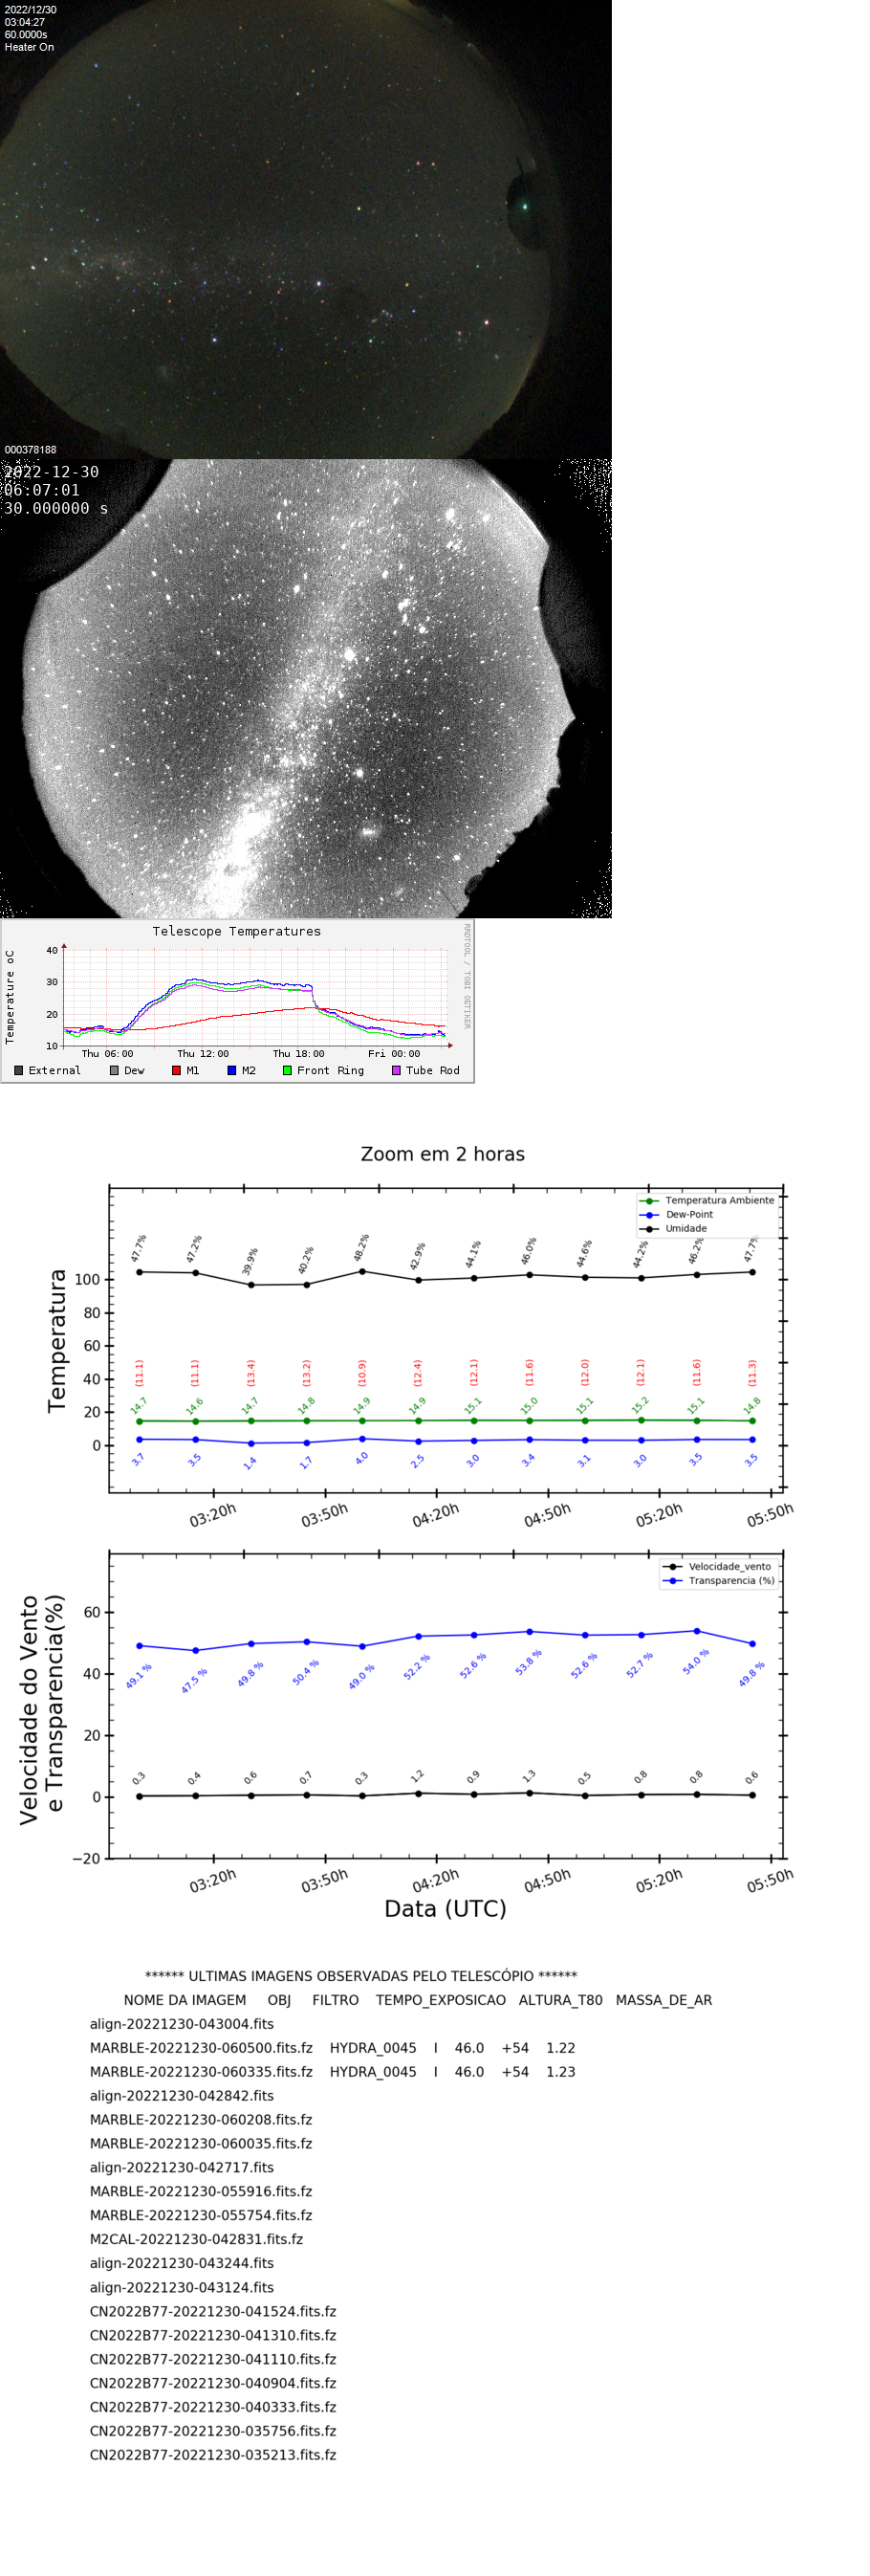 2022/12/30
03:04:27
60.0000s
Heater On
000378188
2022-12-30
06:07:01
30.000000 s
Telescope Temperatures
RRDTOOL / TOBI OETIKER
Temperature oC
40
30
20
10
Thu 06:00 Thu 12:00 Thu 18:00 Fri 00:00
External Dew M1 M2 Front Ring Tube Rod
Zoom em 2 horas
Temperatura Ambiente
Dew-Point
Umidade
47.7% 47.2% 39.9% 40.2% 48.2% 42.9% 44.1% 46.0% 44.6% 44.2% 46.2% 47.7%
Temperatura
100
80
60
40
20
0
(11.1) (11.1) (13.4) (13.2) (10.9) (12.4) (12.1) (11.6) (12.0) (12.1) (11.6) (11.3)
14.7 14.6 14.7 14.8 14.9 14.9 15.1 15.0 15.1 15.2 15.1 14.8
3.7 3.5 1.4 1.7 4.0 2.5 3.0 3.4 3.1 3.0 3.5 3.5
03:20h 03:50h 04:20h 04:50h 05:20h 05:50h
Velocidade_vento
Transparencia (%)
Velocidade do Vento
e Transparencia(%)
60
40
20
0
−20
49.1 % 47.5 % 49.8 % 50.4 % 49.0 % 52.2 % 52.6 % 53.8 % 52.6 % 52.7 % 54.0 % 49.8 %
0.3 0.4 0.6 0.7 0.3 1.2 0.9 1.3 0.5 0.8 0.8 0.6
03:20h 03:50h 04:20h 04:50h 05:20h 05:50h
Data (UTC)
****** ULTIMAS IMAGENS OBSERVADAS PELO TELESCÓPIO ******
NOME DA IMAGEM OBJ FILTRO TEMPO_EXPOSICAO ALTURA_T80 MASSA_DE_AR
align-20221230-043004.fits
MARBLE-20221230-060500.fits.fz HYDRA_0045 I 46.0 +54 1.22
MARBLE-20221230-060335.fits.fz HYDRA_0045 I 46.0 +54 1.23
align-20221230-042842.fits
MARBLE-20221230-060208.fits.fz
MARBLE-20221230-060035.fits.fz
align-20221230-042717.fits
MARBLE-20221230-055916.fits.fz
MARBLE-20221230-055754.fits.fz
M2CAL-20221230-042831.fits.fz
align-20221230-043244.fits
align-20221230-043124.fits
CN2022B77-20221230-041524.fits.fz
CN2022B77-20221230-041310.fits.fz
CN2022B77-20221230-041110.fits.fz
CN2022B77-20221230-040904.fits.fz
CN2022B77-20221230-040333.fits.fz
CN2022B77-20221230-035756.fits.fz
CN2022B77-20221230-035213.fits.fz